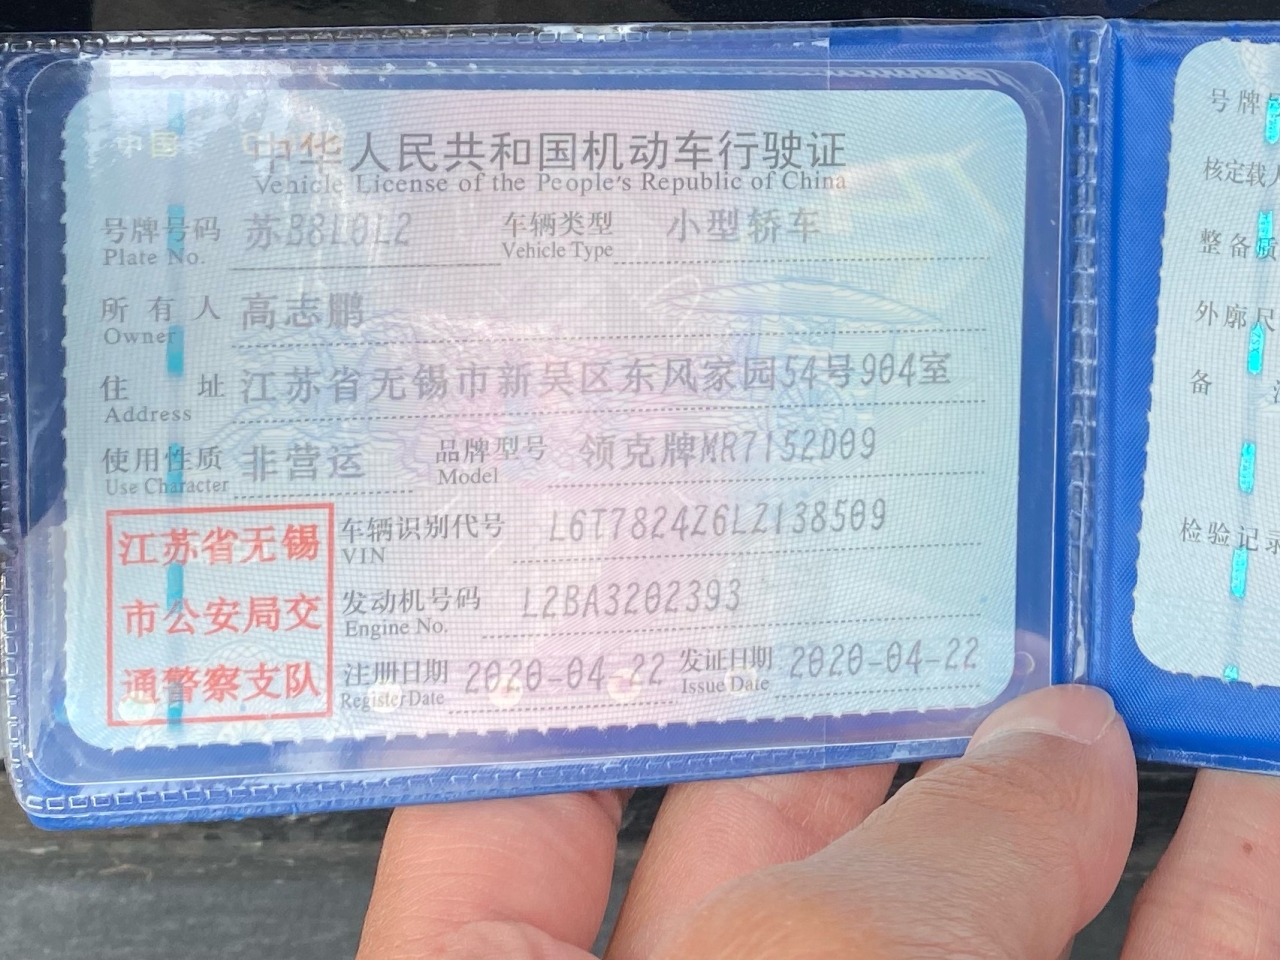 中华人民共和国机动车行驶证
Vehicle License of the People's Republic of China
号牌号码 苏B8L0L2 车辆类型 小型轿车
Plate No. Vehicle Type
所有人 高志鹏
Owner
住址 江苏省无锡市新吴区东风家园54号904室
Address
使用性质 非营运 品牌型号 领克牌MR7152D09
Use Character Model
江苏省无锡
市公安局交
通警察支队
车辆识别代号 L6T7824Z6LZ138509
VIN
发动机号码 L2BA3202393
Engine No.
注册日期 2020-04-22 发证日期 2020-04-22
Register Date Issue Date
号牌
核定载人
整备质
外廓尺
备
检验记录